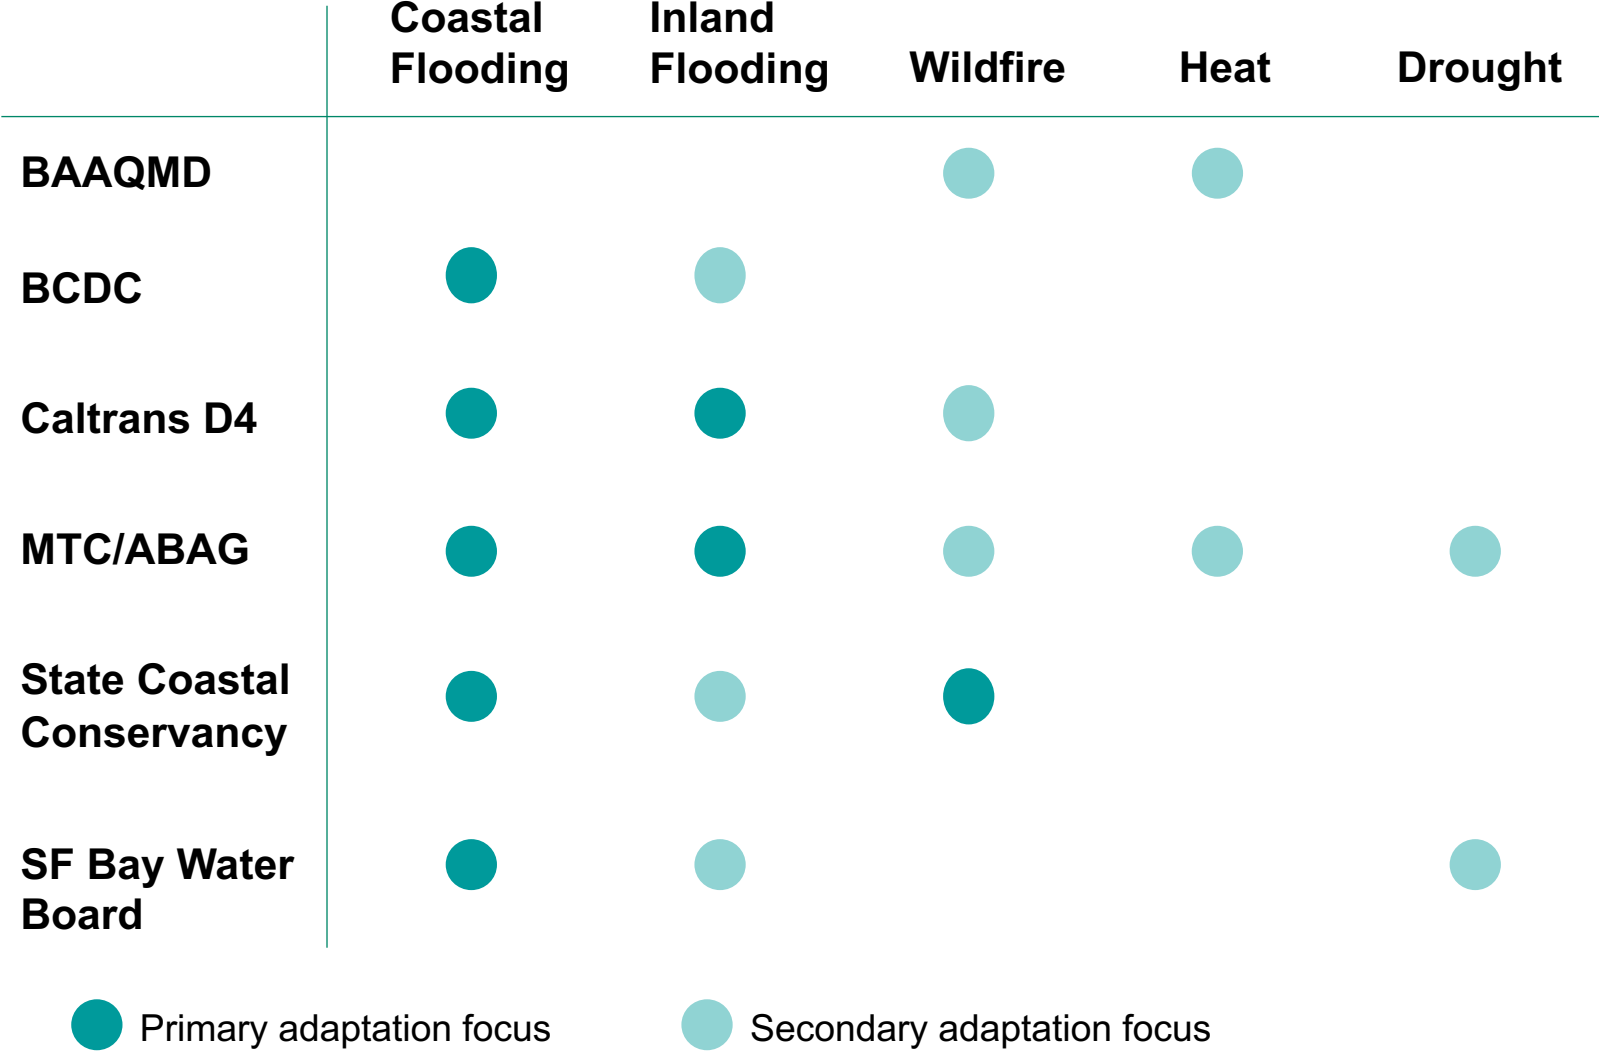 Coastal
Flooding
Inland
Flooding
Wildfire
Heat
Drought
BAAQMD
BCDC
Caltrans D4
MTC/ABAG
State Coastal
Conservancy
SF Bay Water
Board
Primary adaptation focus
Secondary adaptation focus